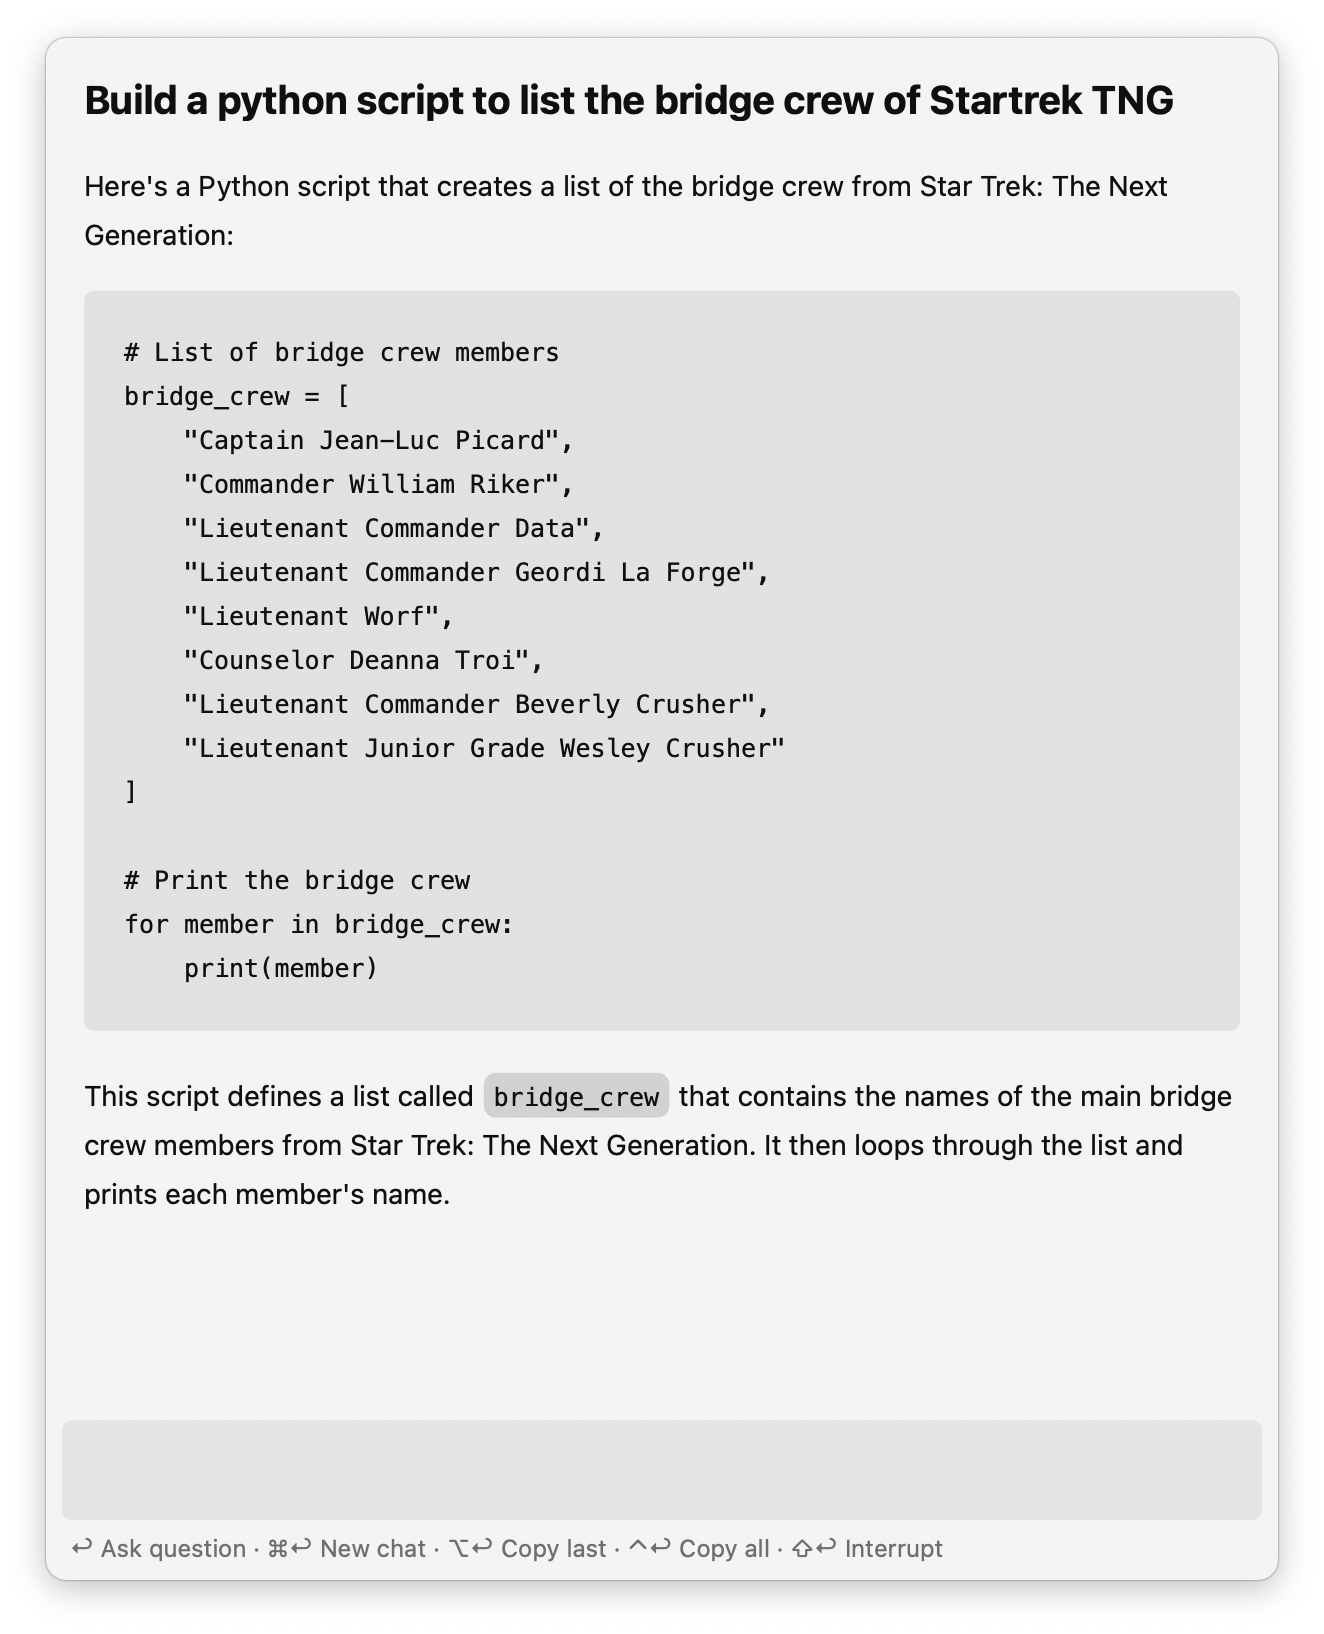 Build a python script to list the bridge crew of Startrek TNG
Here's a Python script that creates a list of the bridge crew from Star Trek: The Next
Generation:
# List of bridge crew members
bridge_crew = [
    "Captain Jean-Luc Picard",
    "Commander William Riker",
    "Lieutenant Commander Data",
    "Lieutenant Commander Geordi La Forge",
    "Lieutenant Worf",
    "Counselor Deanna Troi",
    "Lieutenant Commander Beverly Crusher",
    "Lieutenant Junior Grade Wesley Crusher"
]
# Print the bridge crew
for member in bridge_crew:
    print(member)
This script defines a list called bridge_crew that contains the names of the main bridge
crew members from Star Trek: The Next Generation. It then loops through the list and
prints each member's name.
↩ Ask question · ⌘↩ New chat · ⌥↩ Copy last · ^↩ Copy all · ⇧↩ Interrupt